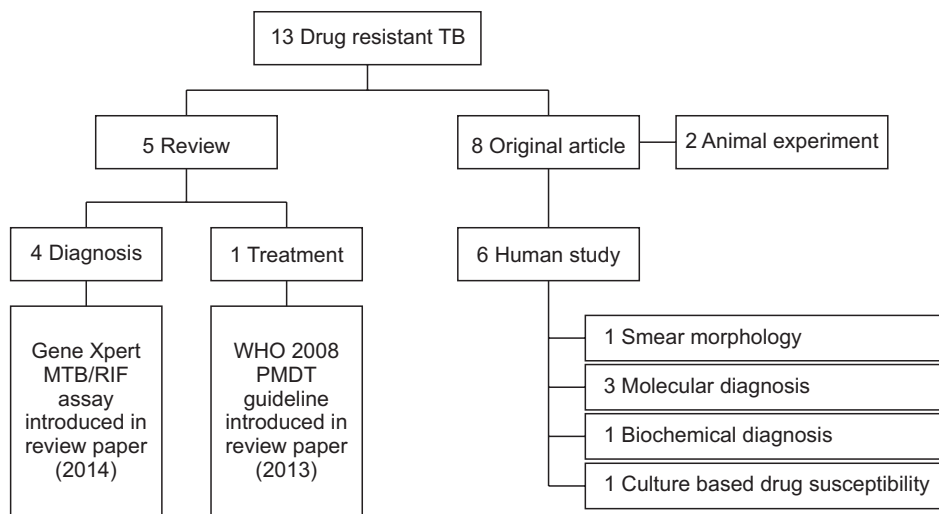 13 Drug resistant TB
5 Review
8 Original article
2 Animal experiment
4 Diagnosis
1 Treatment
6 Human study
Gene Xpert
MTB/RIF
assay
introduced in
review paper
(2014)
WHO 2008
PMDT
guideline
introduced in
review paper
(2013)
1 Smear morphology
3 Molecular diagnosis
1 Biochemical diagnosis
1 Culture based drug susceptibility